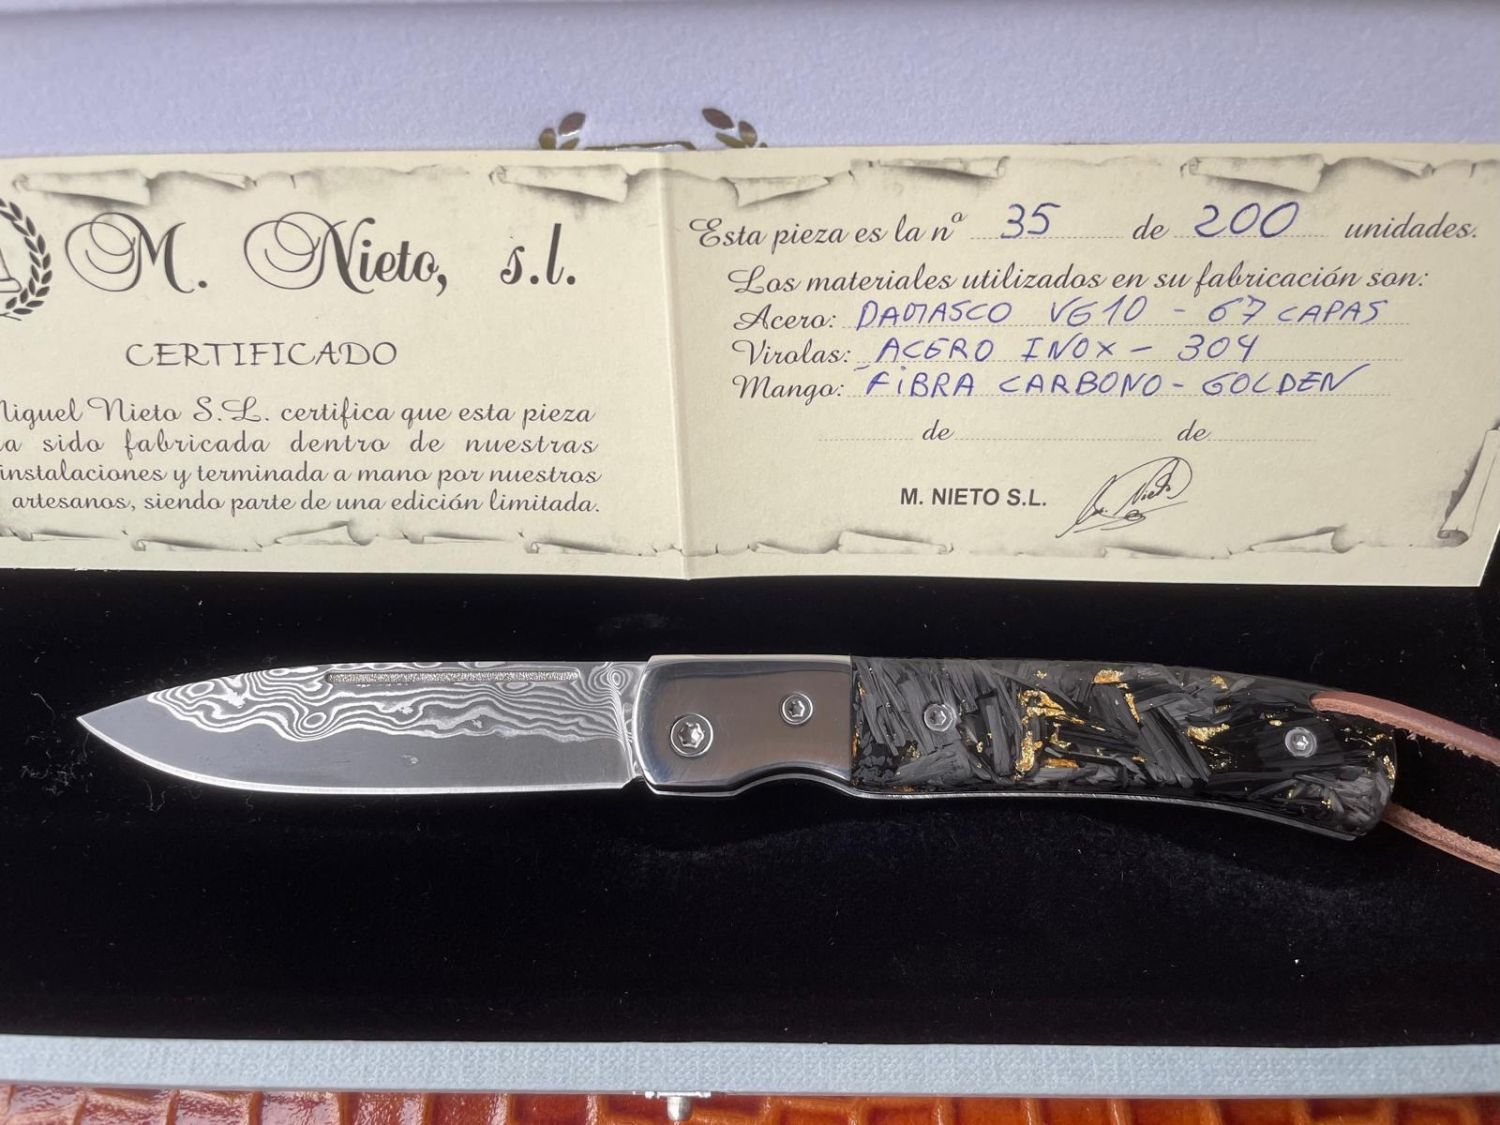 M. Nieto, s.l.
CERTIFICADO
Miguel Nieto S.L. certifica que esta pieza
ha sido fabricada dentro de nuestras
instalaciones y terminada a mano por nuestros
artesanos, siendo parte de una edición limitada.
Esta pieza es la nº 35 de 200 unidades.
Los materiales utilizados en su fabricación son:
Acero: DAMASCO VG10 - 67 CAPAS
Virolas: ACERO INOX - 304
Mango: FIBRA CARBONO - GOLDEN
de de
M. NIETO S.L. M. Nieto